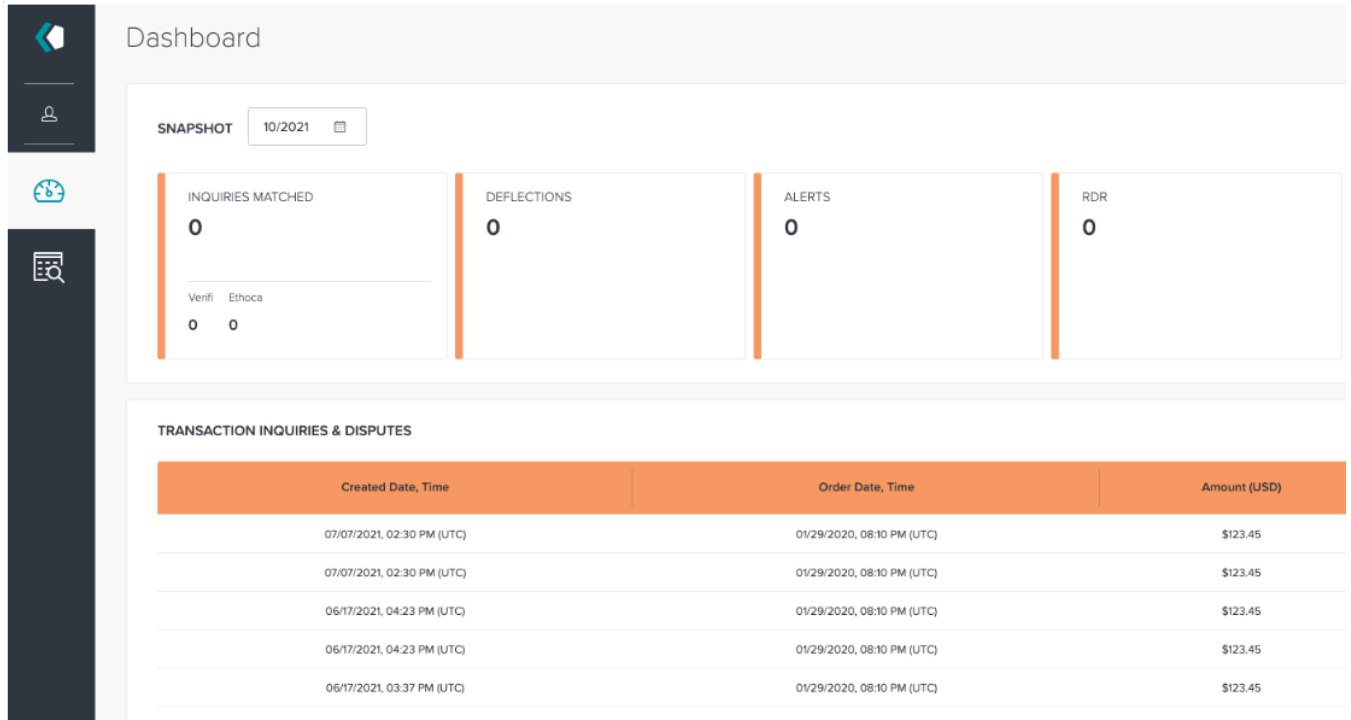 Dashboard
SNAPSHOT 10/2021
INQUIRIES MATCHED DEFLECTIONS ALERTS RDR
0 0 0 0
Verifi Ethoca
0 0
TRANSACTION INQUIRIES & DISPUTES
Created Date, Time Order Date, Time Amount (USD)
07/07/2021, 02:30 PM (UTC) 01/29/2020, 08:10 PM (UTC) $123.45
07/07/2021, 02:30 PM (UTC) 01/29/2020, 08:10 PM (UTC) $123.45
06/17/2021, 04:23 PM (UTC) 01/29/2020, 08:10 PM (UTC) $123.45
06/17/2021, 04:23 PM (UTC) 01/29/2020, 08:10 PM (UTC) $123.45
06/17/2021, 03:37 PM (UTC) 01/29/2020, 08:10 PM (UTC) $123.45